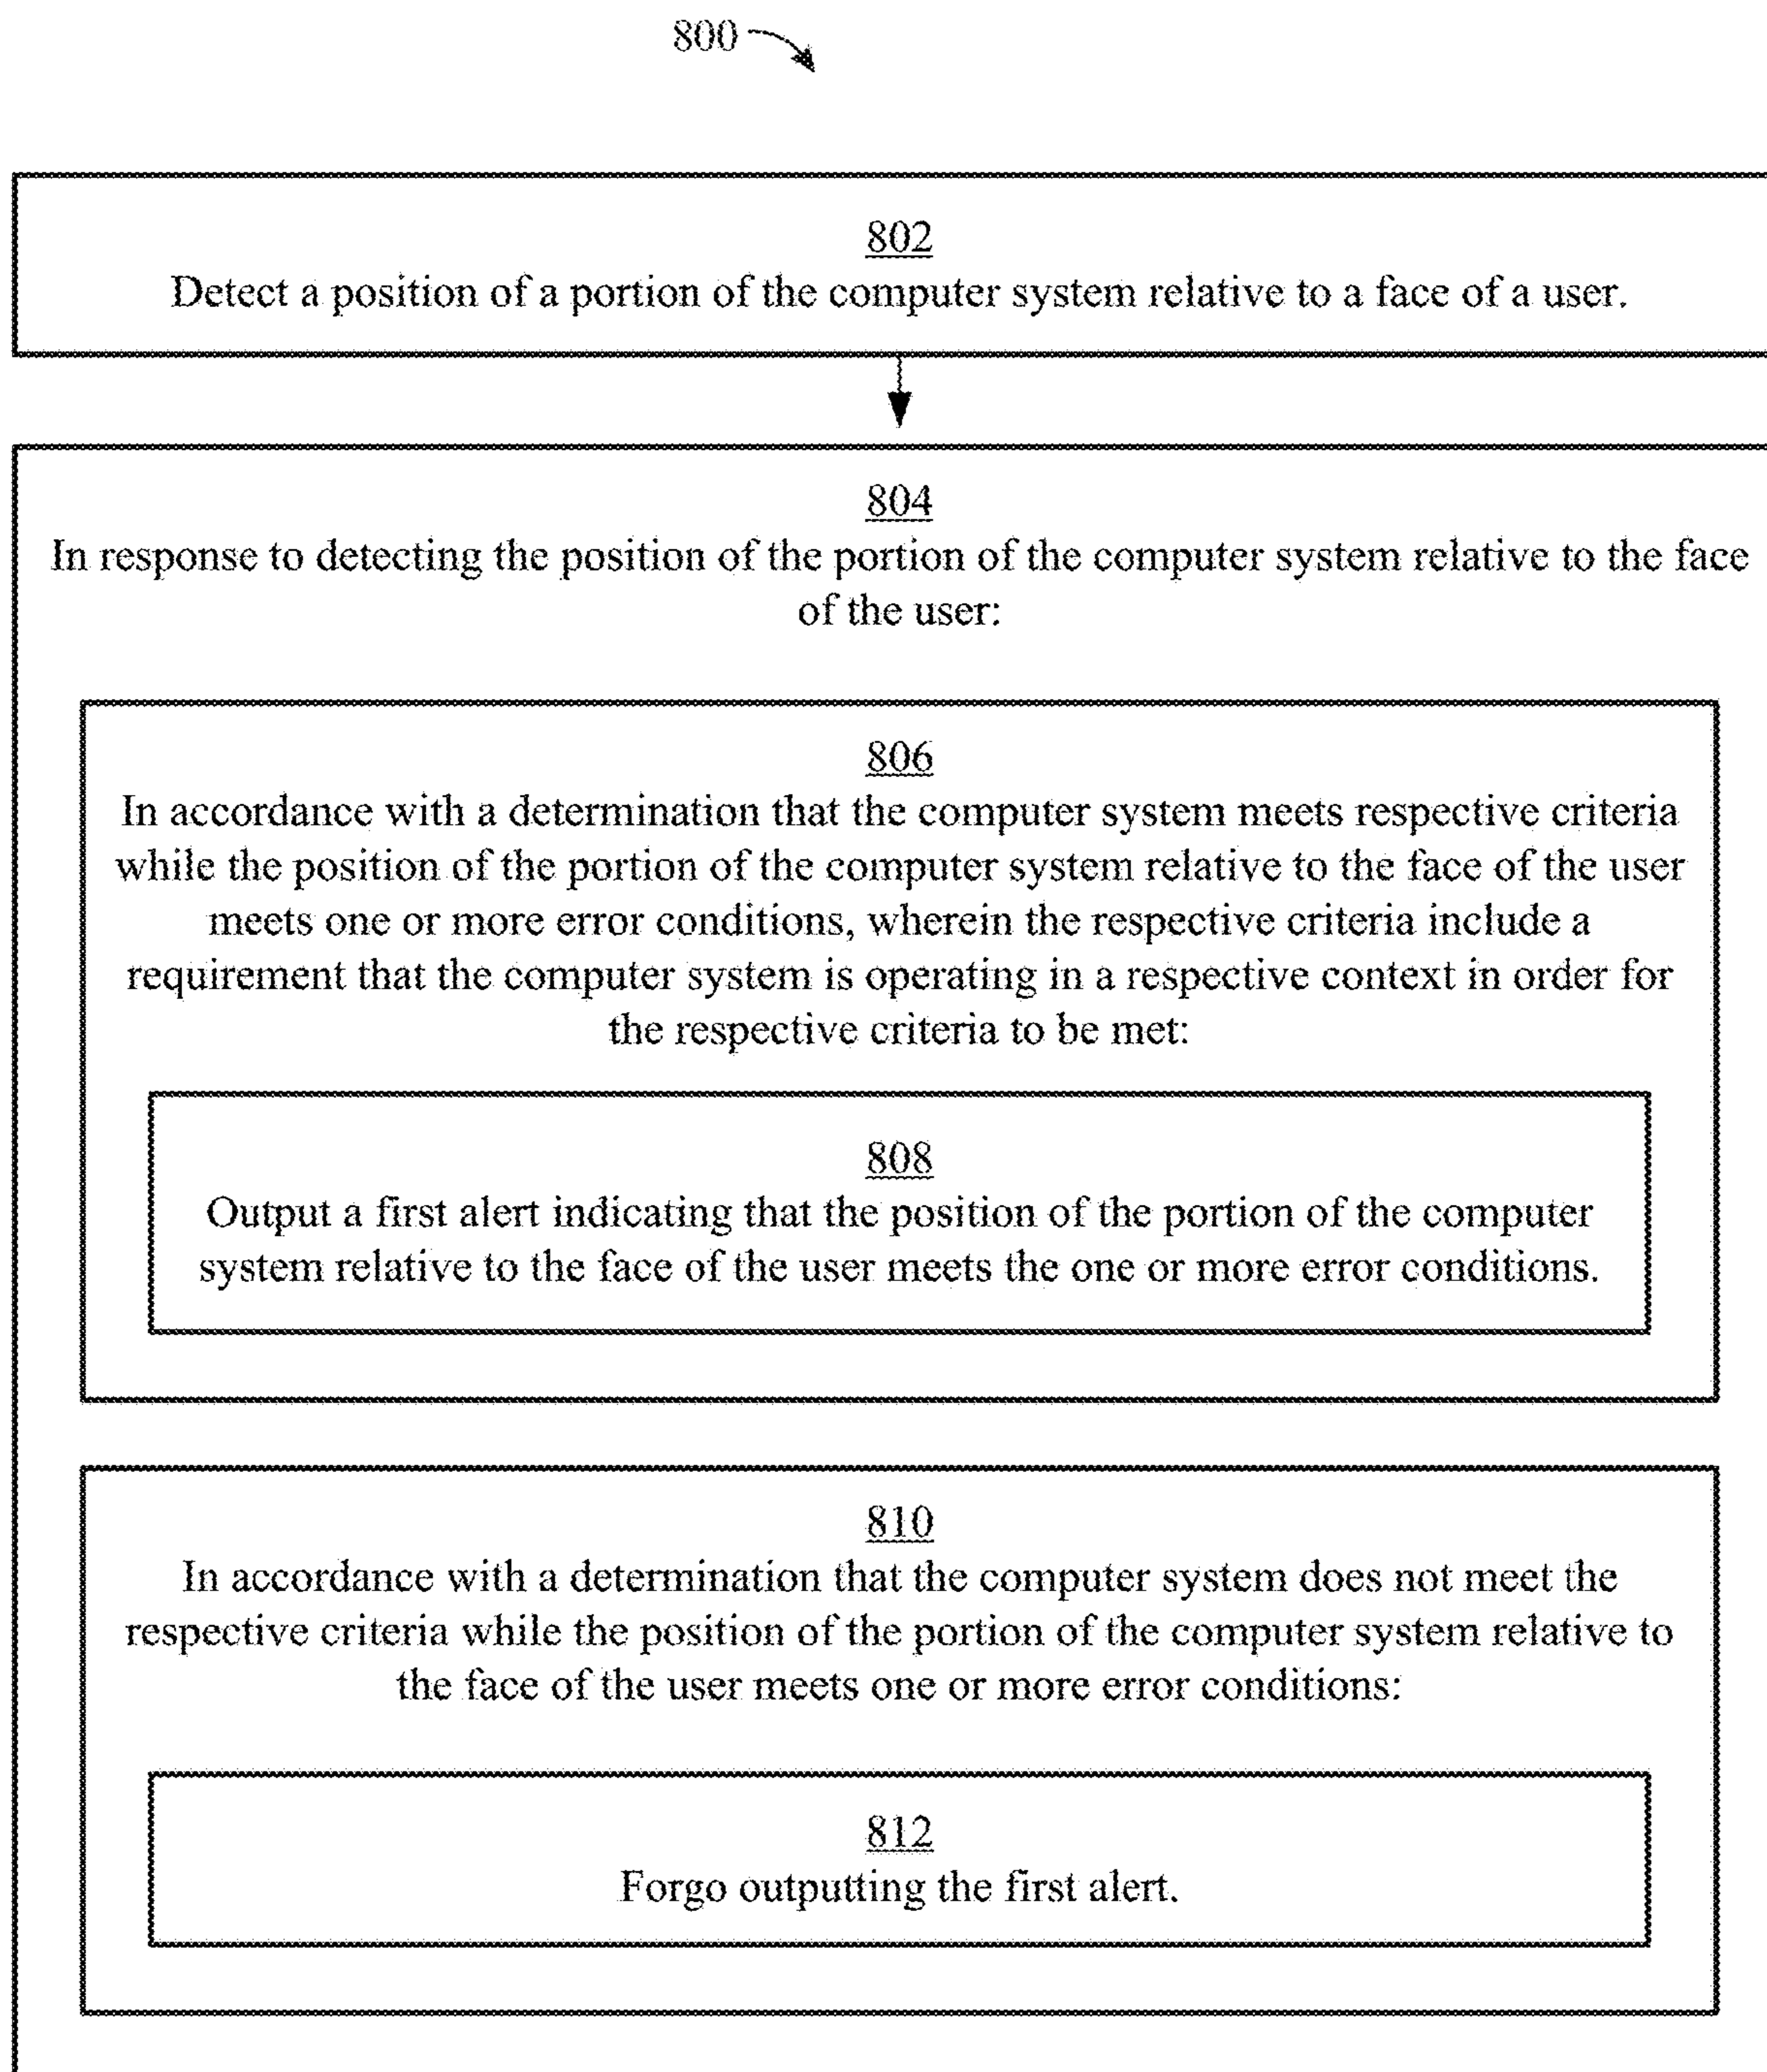 800
802
Detect a position of a portion of the computer system relative to a face of a user.
804
In response to detecting the position of the portion of the computer system relative to the face
of the user:
806
In accordance with a determination that the computer system meets respective criteria
while the position of the portion of the computer system relative to the face of the user
meets one or more error conditions, wherein the respective criteria include a
requirement that the computer system is operating in a respective context in order for
the respective criteria to be met:
808
Output a first alert indicating that the position of the portion of the computer
system relative to the face of the user meets the one or more error conditions.
810
In accordance with a determination that the computer system does not meet the
respective criteria while the position of the portion of the computer system relative to
the face of the user meets one or more error conditions:
812
Forgo outputting the first alert.